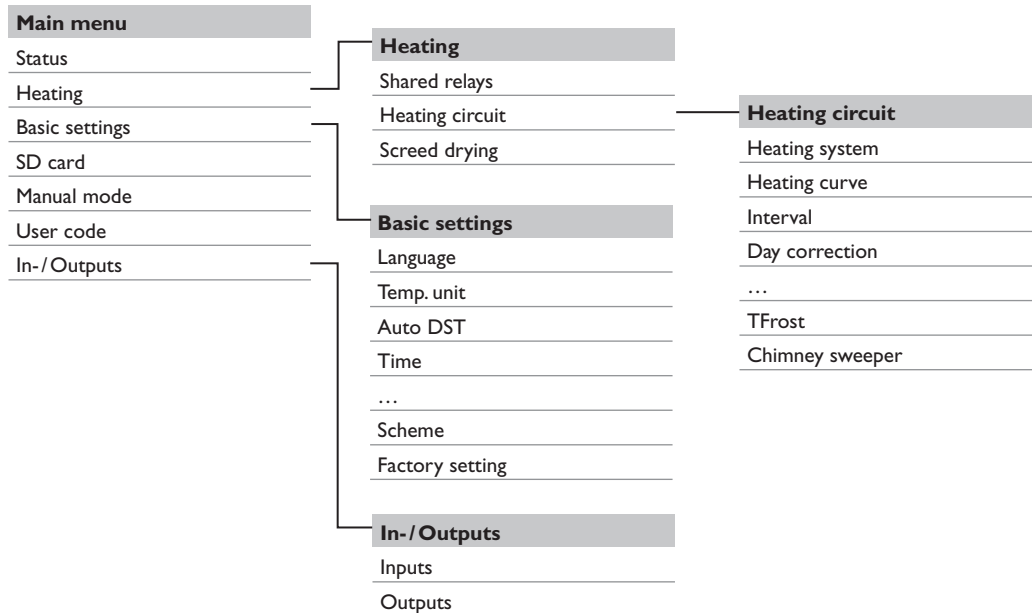 Main menu
Status
Heating
Basic settings
SD card
Manual mode
User code
In- / Outputs
Heating
Shared relays
Heating circuit
Screed drying
Basic settings
Language
Temp. unit
Auto DST
Time
…
Scheme
Factory setting
In- / Outputs
Inputs
Outputs
Heating circuit
Heating system
Heating curve
Interval
Day correction
…
TFrost
Chimney sweeper